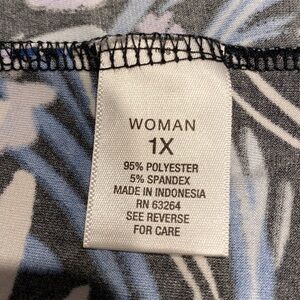 WOMAN
1X
95% POLYESTER
5% SPANDEX
MADE IN INDONESIA
RN 63264
SEE REVERSE
FOR CARE